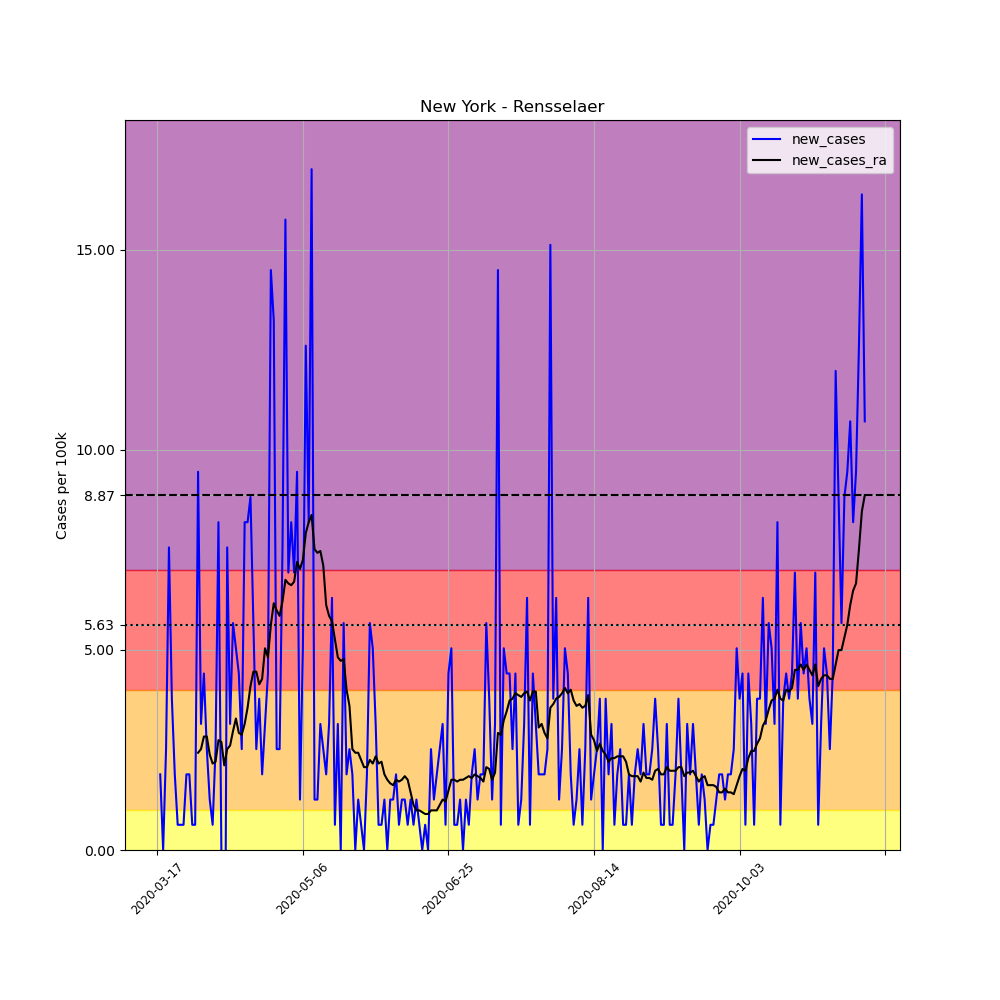 New York - Rensselaer
new_cases
new_cases_ra
Cases per 100k
15.00
10.00
8.87
5.63
5.00
0.00
2020-03-17
2020-05-06
2020-06-25
2020-08-14
2020-10-03